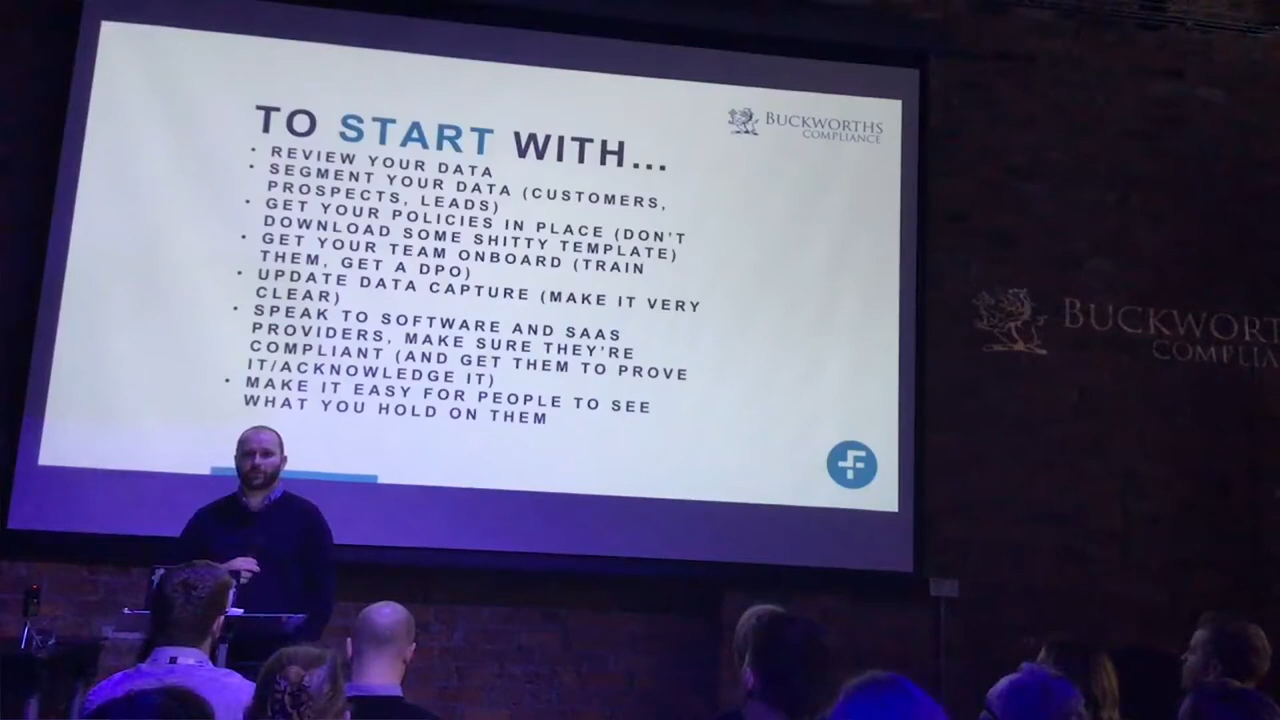 TO START WITH...
BUCKWORTHS
COMPLIANCE
• REVIEW YOUR DATA
• SEGMENT YOUR DATA (CUSTOMERS,
PROSPECTS, LEADS)
• GET YOUR POLICIES IN PLACE (DON'T
DOWNLOAD SOME SHITTY TEMPLATE)
• GET YOUR TEAM ONBOARD (TRAIN
THEM, GET A DPO)
• UPDATE DATA CAPTURE (MAKE IT VERY
CLEAR)
• SPEAK TO SOFTWARE AND SAAS
PROVIDERS, MAKE SURE THEY'RE
COMPLIANT (AND GET THEM TO PROVE
IT/ACKNOWLEDGE IT)
• MAKE IT EASY FOR PEOPLE TO SEE
WHAT YOU HOLD ON THEM
BUCKWORT
COMPLIA